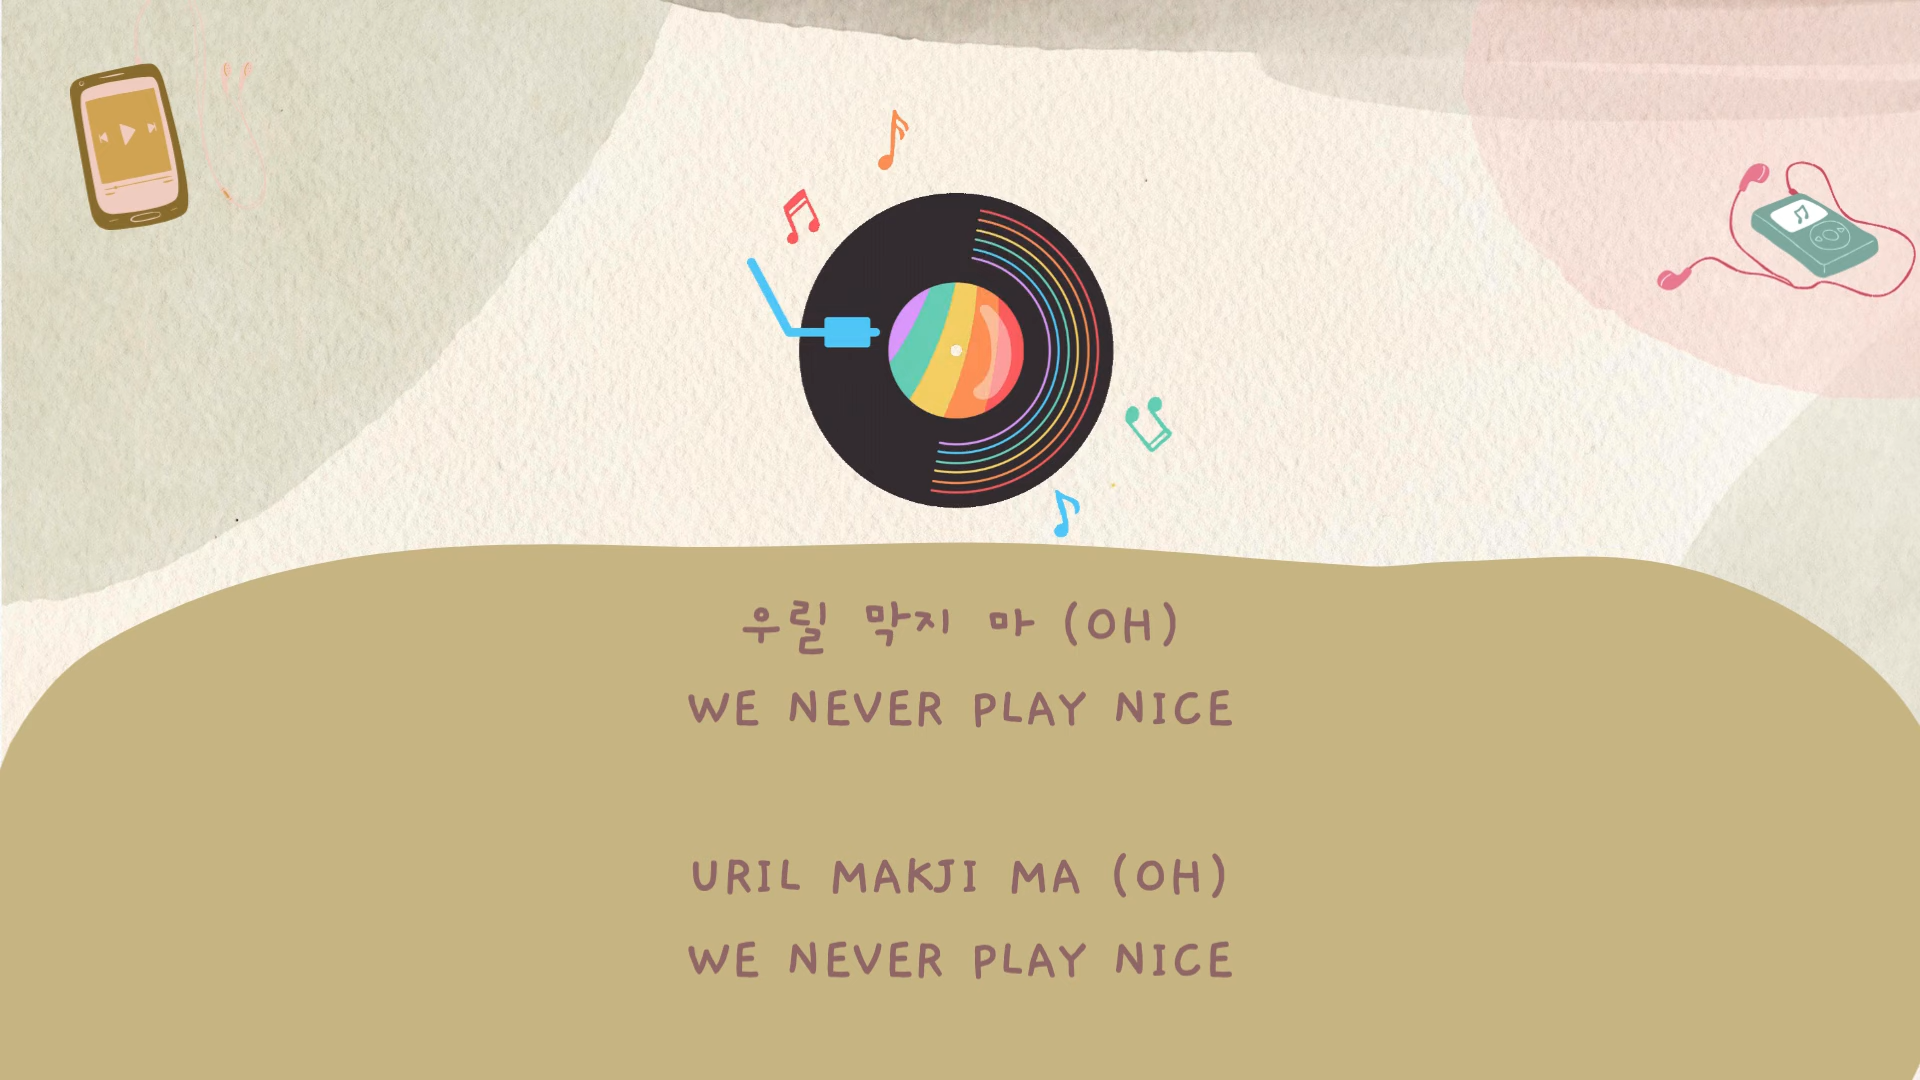 우릴 막지 마 (OH)
WE NEVER PLAY NICE
URIL MAKJI MA (OH)
WE NEVER PLAY NICE